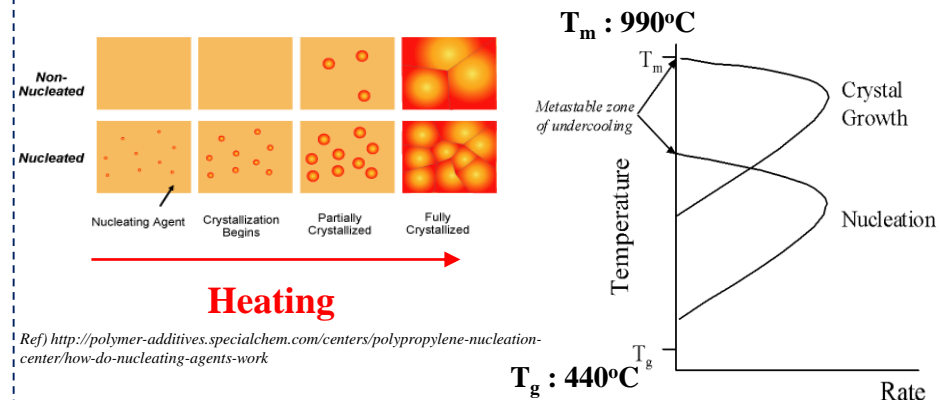 Non-
Nucleated
Nucleated
Nucleating Agent
Crystallization
Begins
Partially
Crystallized
Fully
Crystallized
Heating
Ref) http://polymer-additives.specialchem.com/centers/polypropylene-nucleation-
center/how-do-nucleating-agents-work
Tm : 990oC
Tm
Metastable zone
of undercooling
Crystal
Growth
Nucleation
Temperature
Tg
Tg : 440oC
Rate